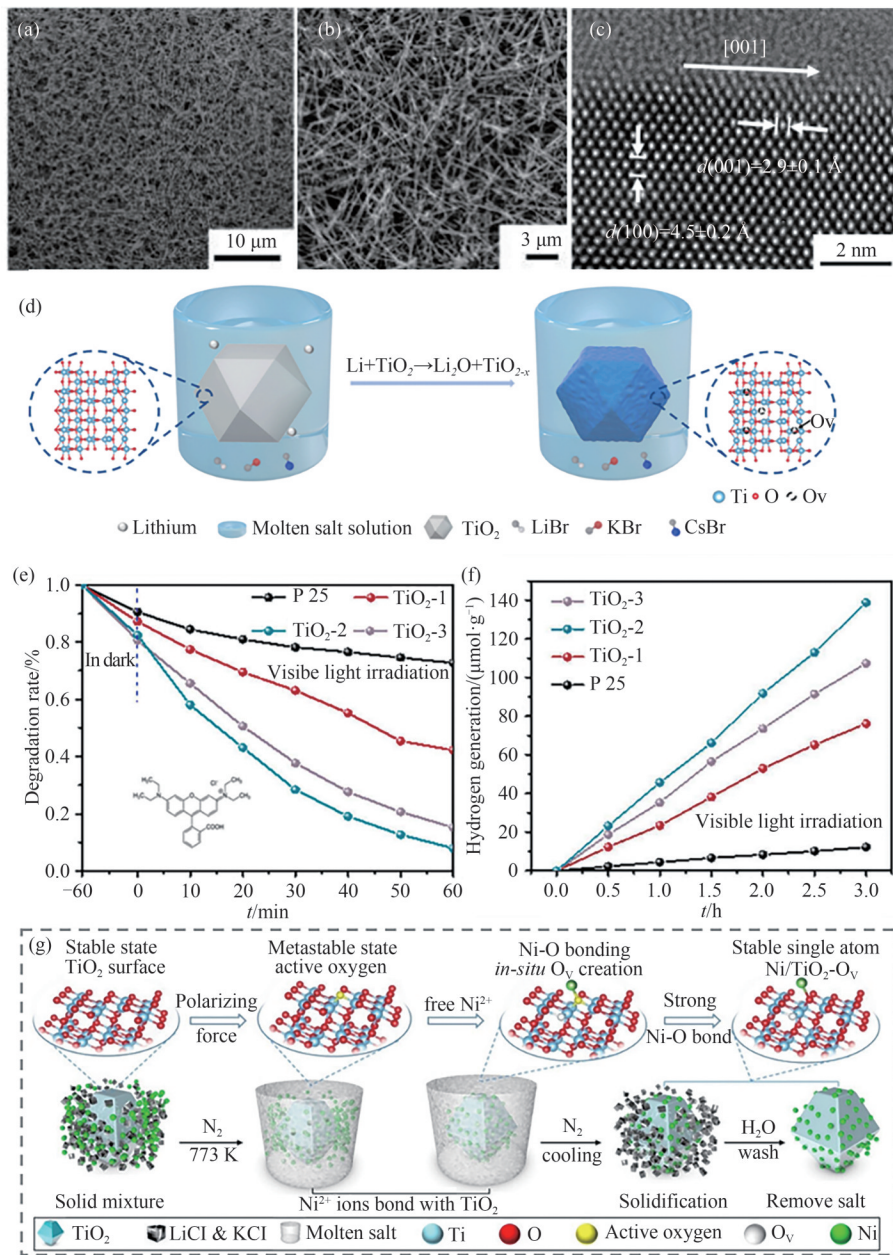 (a)
(b)
(c)
[001]
d(001)=2.9±0.1 Å
d(100)=4.5±0.2 Å
10 μm
3 μm
2 nm
(d)
Li+TiO₂→Li₂O+TiO₂₋ₓ
Ov
Ti O Ov
Lithium Molten salt solution TiO₂ LiBr KBr CsBr
(e)
Degradation rate/%
1.0
0.8
0.6
0.4
0.2
0.0
P 25 TiO₂-1
TiO₂-2 TiO₂-3
In dark
Visibe light irradiation
Cl⁻
H₃C
CH₃
COOH
−60 0 10 20 30 40 50 60
t/min
(f)
Hydrogen generation/(μmol·g⁻¹)
140
120
100
80
60
40
20
10
0
TiO₂-3
TiO₂-2
TiO₂-1
P 25
Visible light irradiation
0.0 0.5 1.0 1.5 2.0 2.5 3.0
t/h
(g)
Stable state
TiO₂ surface
Polarizing
force
Metastable state
active oxygen
free Ni²⁺
Ni-O bonding
in-situ Oᵥ creation
Strong
Ni-O bond
Stable single atom
Ni/TiO₂-Oᵥ
N₂
773 K
N₂
cooling
H₂O
wash
Solid mixture
Ni²⁺ ions bond with TiO₂
Solidification
Remove salt
TiO₂ LiCl & KCl Molten salt Ti O Active oxygen Oᵥ Ni